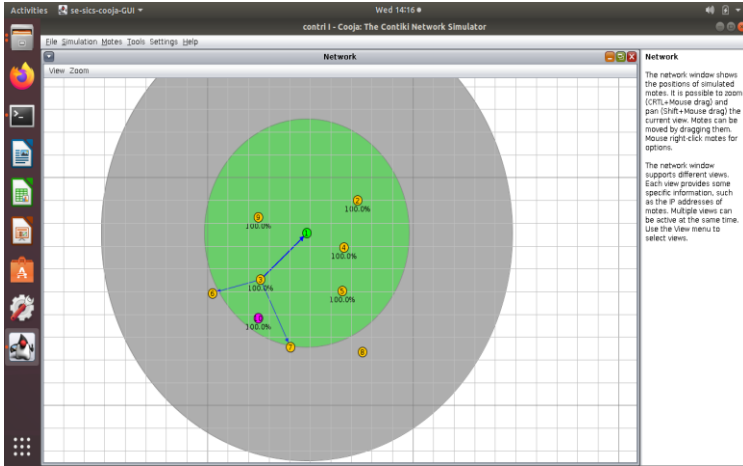 Activities se-sics-cooja-GUI Wed 14:16
contri I - Cooja: The Contiki Network Simulator
File Simulation Motes Tools Settings Help
Network
View Zoom
2
100.0%
9
100.0%
1
4
100.0%
3
100.0%
6
5
100.0%
100.0%
7
8
Network
The network window shows
the positions of simulated
motes. It is possible to zoom
(CRTL+Mouse drag) and
pan (Shift+Mouse drag) the
current view. Motes can be
moved by dragging them.
Mouse right-click motes for
options.
The network window
supports different views.
Each view provides some
specific information, such
as the IP addresses of
motes. Multiple views can
be active at the same time.
Use the View menu to
select views.